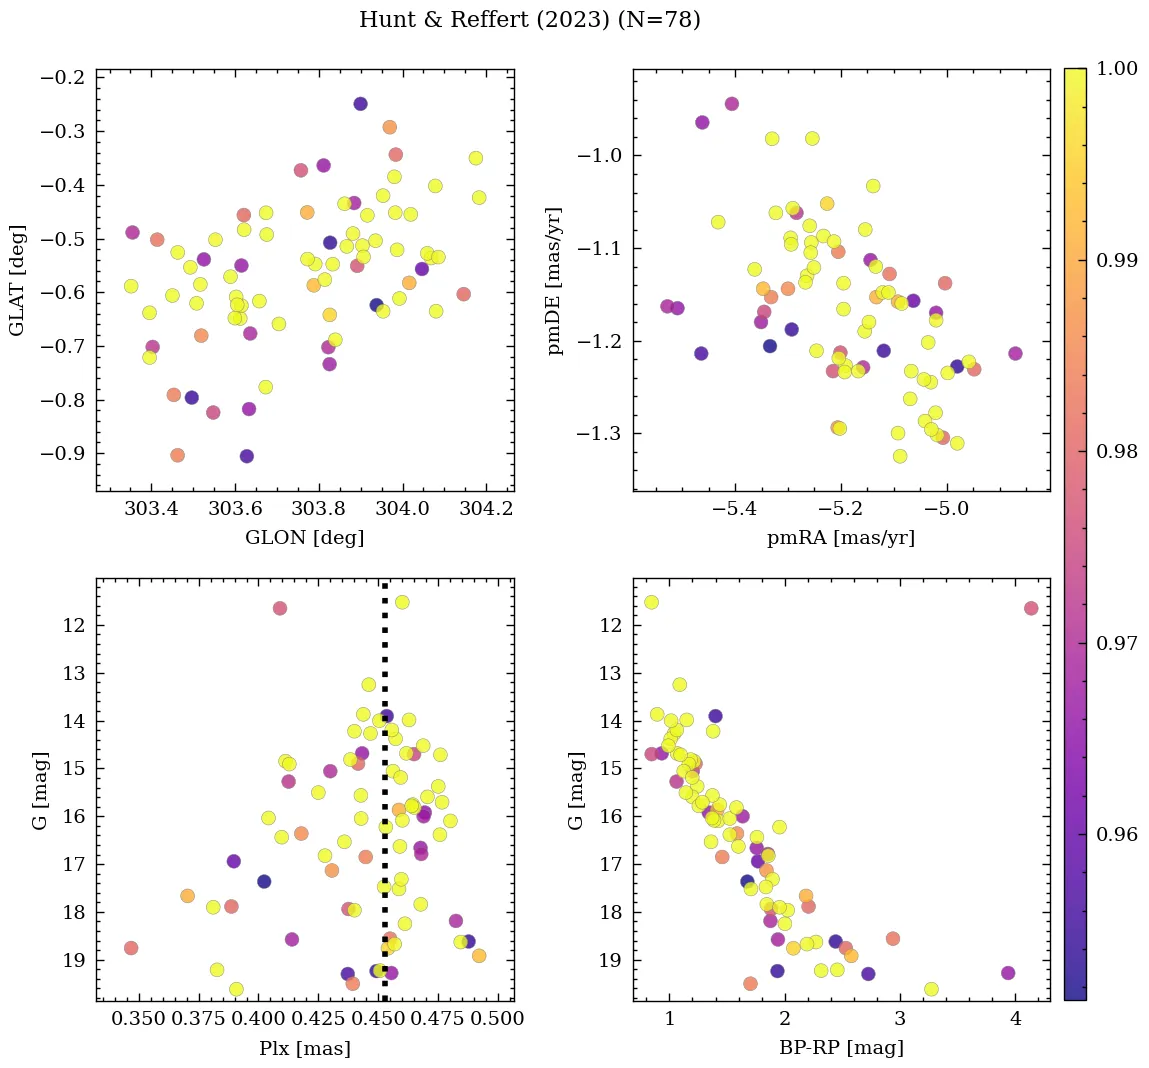 Hunt & Reffert (2023) (N=78)
−0.2
−0.3
−0.4
−0.5
−0.6
−0.7
−0.8
−0.9
GLAT [deg]
303.4 303.6 303.8 304.0 304.2
GLON [deg]
−1.0
−1.1
−1.2
−1.3
pmDE [mas/yr]
−5.4 −5.2 −5.0
pmRA [mas/yr]
12
13
14
15
16
17
18
19
G [mag]
0.350 0.375 0.400 0.425 0.450 0.475 0.500
Plx [mas]
12
13
14
15
16
17
18
19
G [mag]
1 2 3 4
BP-RP [mag]
1.00
0.99
0.98
0.97
0.96